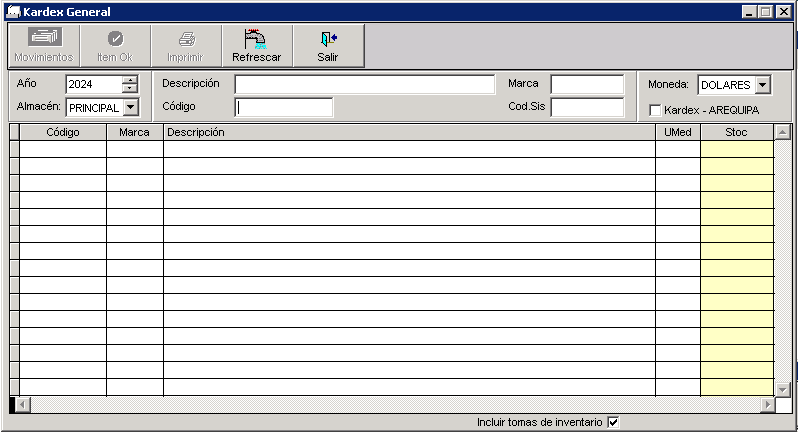 Kardex General
Movimientos Item Ok Imprimir Refrescar Salir
Año 2024 Descripción Marca Moneda: DOLARES
Almacén: PRINCIPAL Código Cod.Sis Kardex - AREQUIPA
Código Marca Descripción UMed Stoc
Incluir tomas de inventario